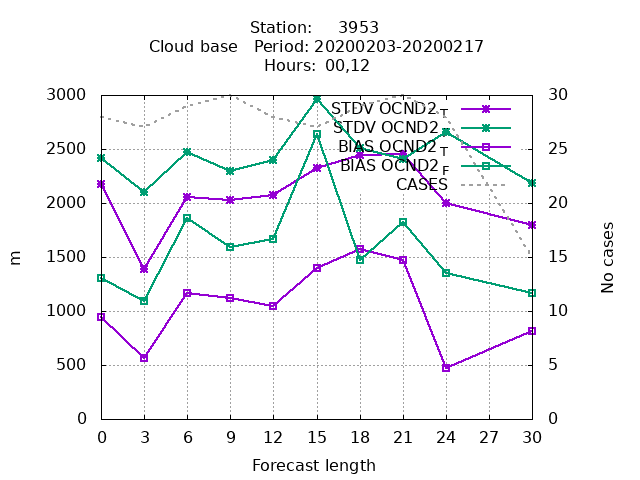 Station:     3953
Cloud base   Period: 20200203-20200217
Hours: 00,12
3000 30
STDV OCND2_T
STDV OCND2_F
2500 25
BIAS OCND2_T
BIAS OCND2_F
CASES
2000 20
1500 15
m
No cases
1000 10
500 5
0 0
0 3 6 9 12 15 18 21 24 27 30
Forecast length